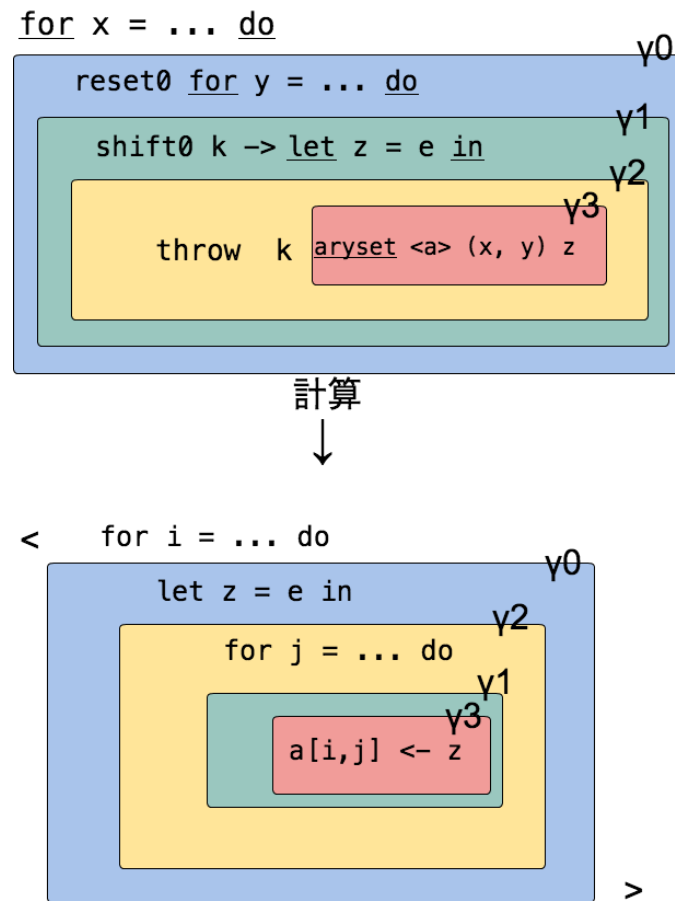 for x = ... do
γ0
reset0 for y = ... do
γ1
shift0 k -> let z = e in
γ2
γ3
throw k aryset <a> (x, y) z
計算
↓
< for i = ... do
γ0
let z = e in
γ2
for j = ... do
γ1
γ3
a[i,j] <- z
>